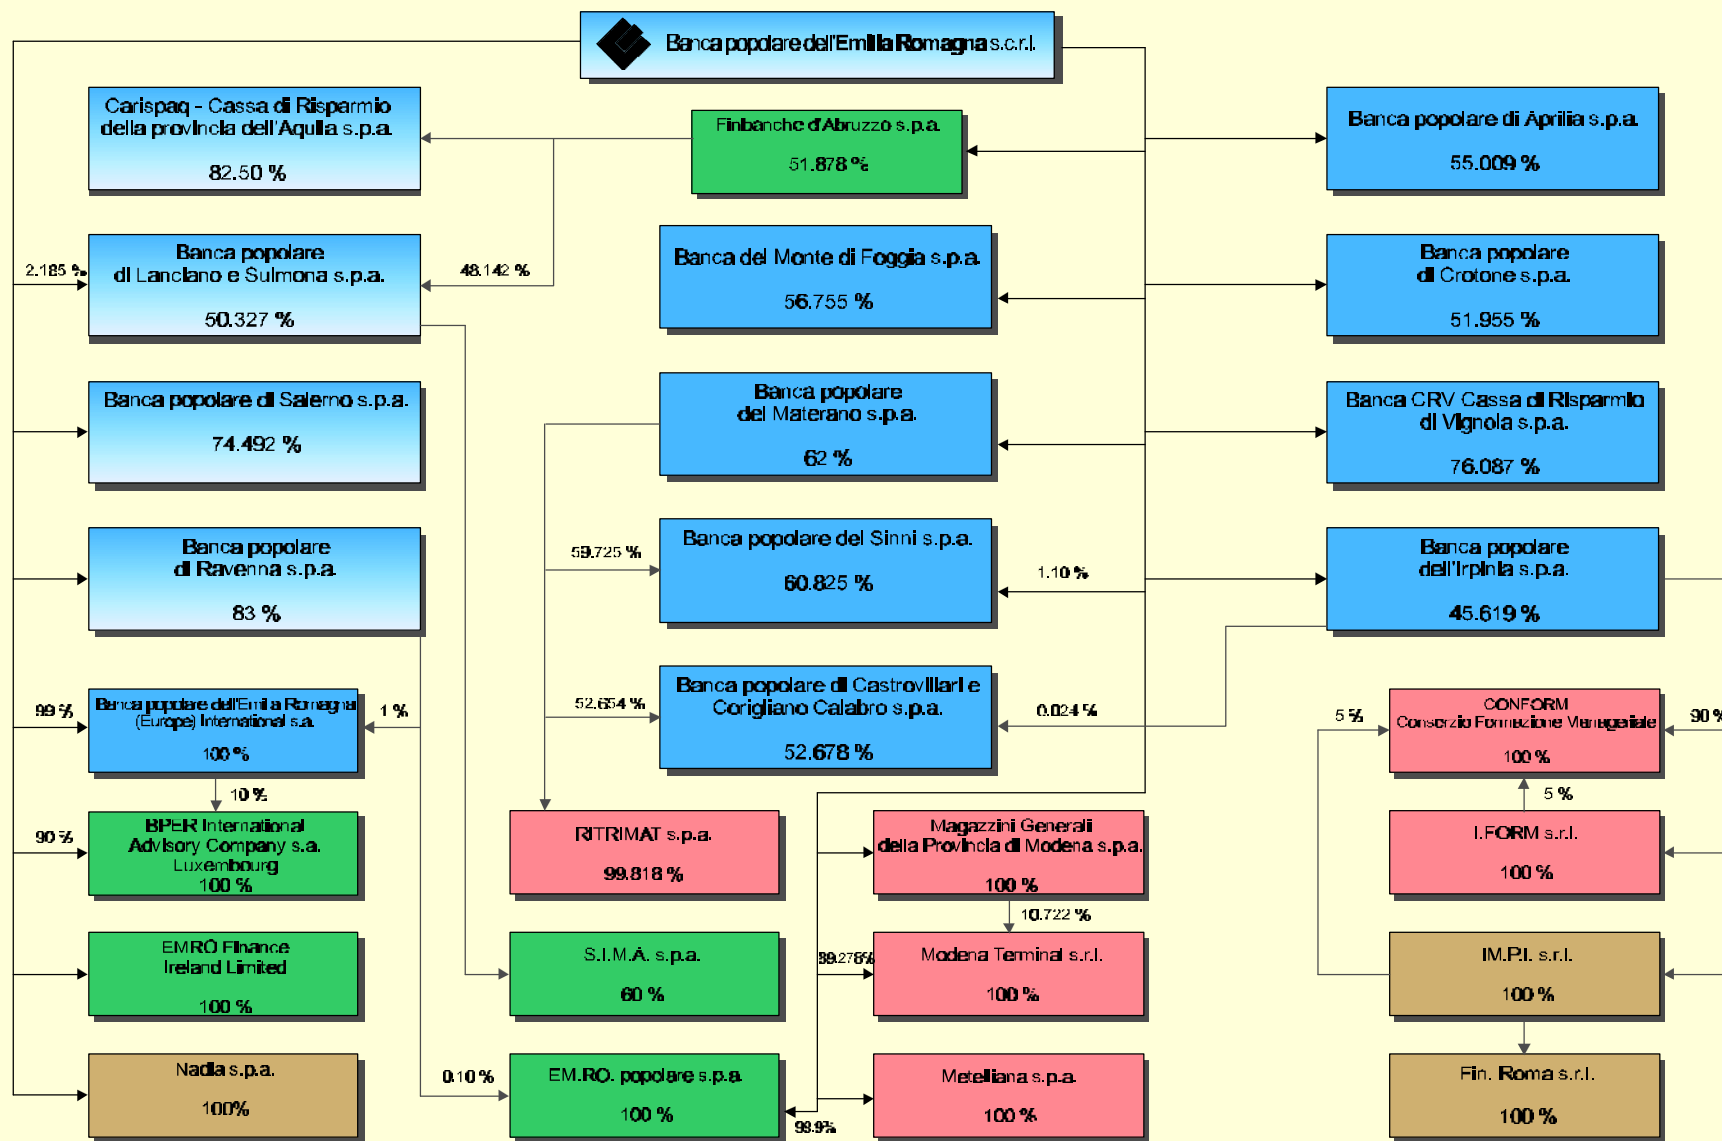 Banca popolare dell'Emilia Romagna s.c.r.l.
Carispaq - Cassa di Risparmio
della provincia dell'Aquila s.p.a.
82.50 %
Finbanche d'Abruzzo s.p.a.
51.878 %
Banca popolare di Aprilia s.p.a.
55.009 %
2.185 %
Banca popolare
di Lanciano e Sulmona s.p.a.
50.327 %
48.142 %
Banca del Monte di Foggia s.p.a.
56.755 %
Banca popolare
di Crotone s.p.a.
51.955 %
Banca popolare di Salerno s.p.a.
74.492 %
Banca popolare
del Materano s.p.a.
62 %
Banca CRV Cassa di Risparmio
di Vignola s.p.a.
76.087 %
Banca popolare
di Ravenna s.p.a.
83 %
59.725 %
Banca popolare del Sinni s.p.a.
60.825 %
1.10 %
Banca popolare
dell'Irpinia s.p.a.
45.619 %
99 %
Banca popolare dell'Emilia Romagna
(Europe) International s.a.
100 %
1 %
52.654 %
Banca popolare di Castrovillari e
Corigliano Calabro s.p.a.
52.678 %
0.024 %
5 %
CONFORM
Consorzio Formazione Manageriale
100 %
90 %
10 %
90 %
BPER International
Advisory Company s.a.
Luxembourg
100 %
RITRIMAT s.p.a.
99.818 %
Magazzini Generali
della Provincia di Modena s.p.a.
100 %
5 %
I.FORM s.r.l.
100 %
10.722 %
EMRO Finance
Ireland Limited
100 %
S.I.M.A. s.p.a.
60 %
89.278%
Modena Terminal s.r.l.
100 %
IM.P.I. s.r.l.
100 %
Nadia s.p.a.
100%
0.10 %
EM.RO. popolare s.p.a.
100 %
99.9%
Metelliana s.p.a.
100 %
Fin. Roma s.r.l.
100 %